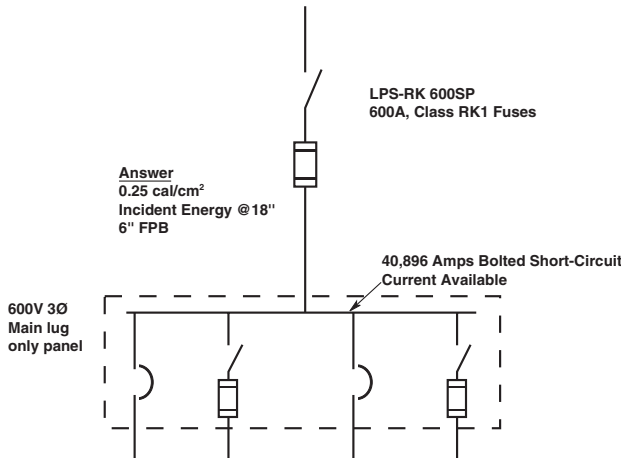 LPS-RK 600SP
600A, Class RK1 Fuses
Answer
0.25 cal/cm²
Incident Energy @18"
6" FPB
40,896 Amps Bolted Short-Circuit
Current Available
600V 3Ø
Main lug
only panel